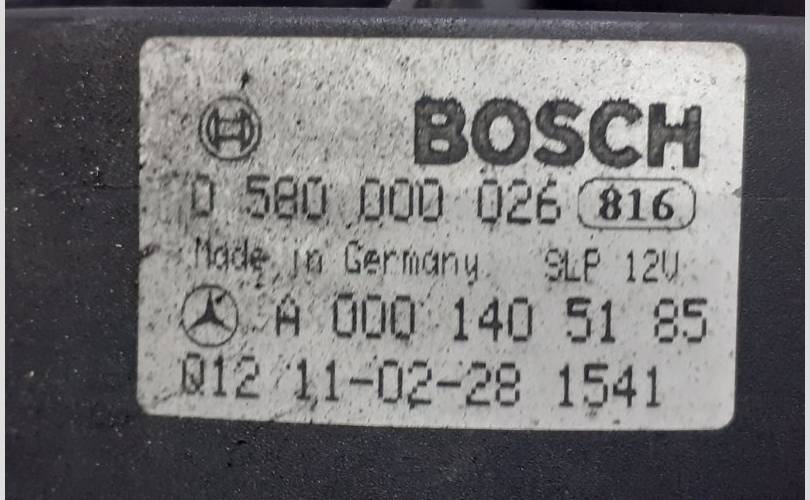 BOSCH
0 580 000 026 816
Made in Germany SLP 12V
A 000 140 51 85
Q12 11-02-28 1541